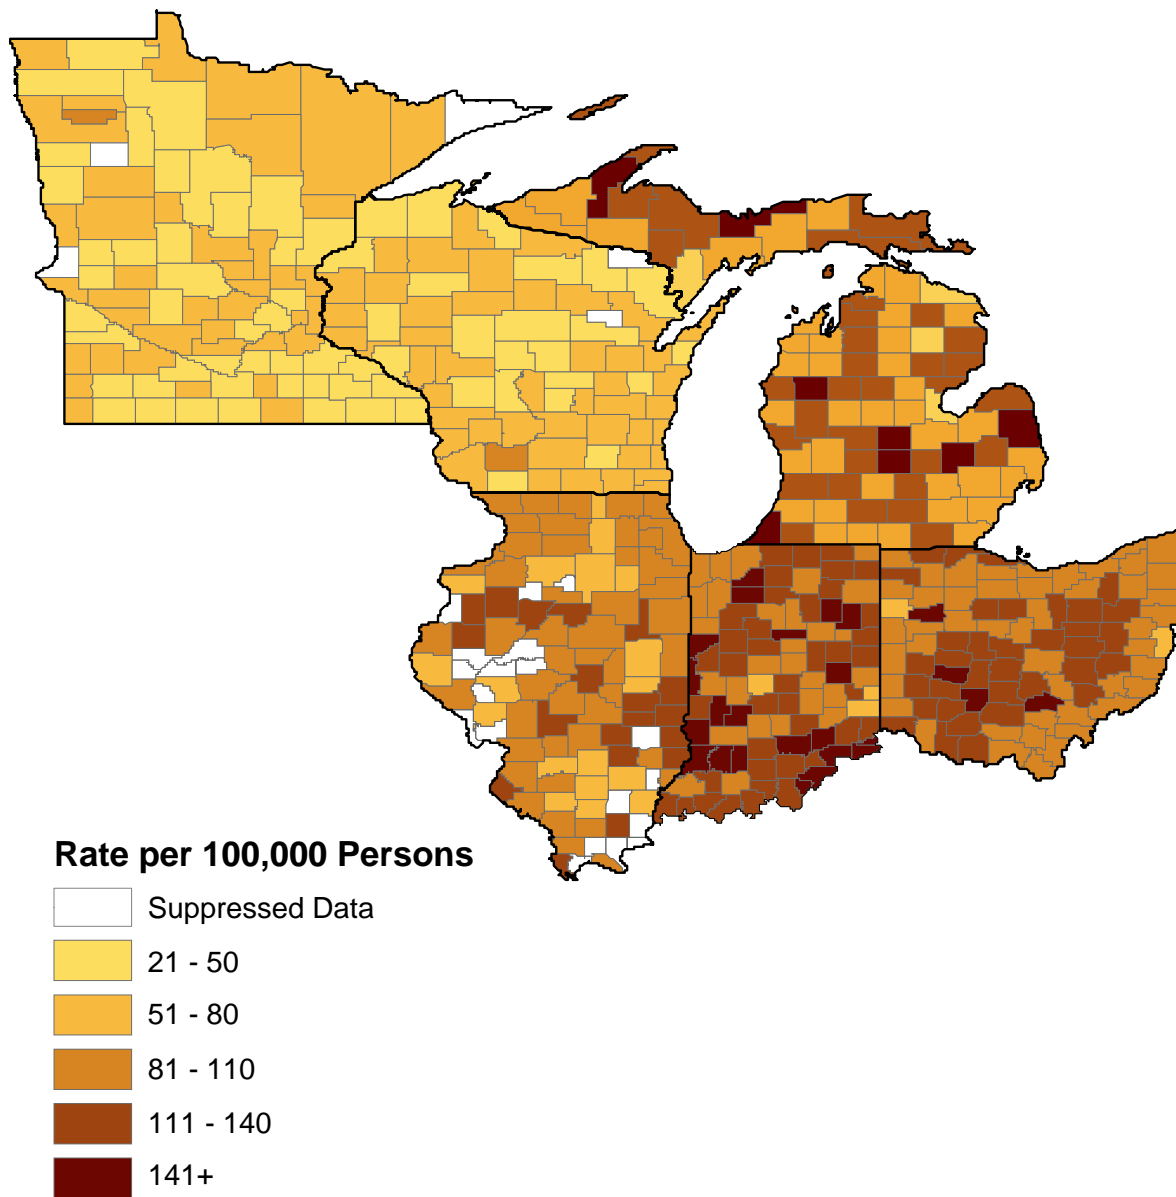 Rate per 100,000 Persons
Suppressed Data
21 - 50
51 - 80
81 - 110
111 - 140
141+